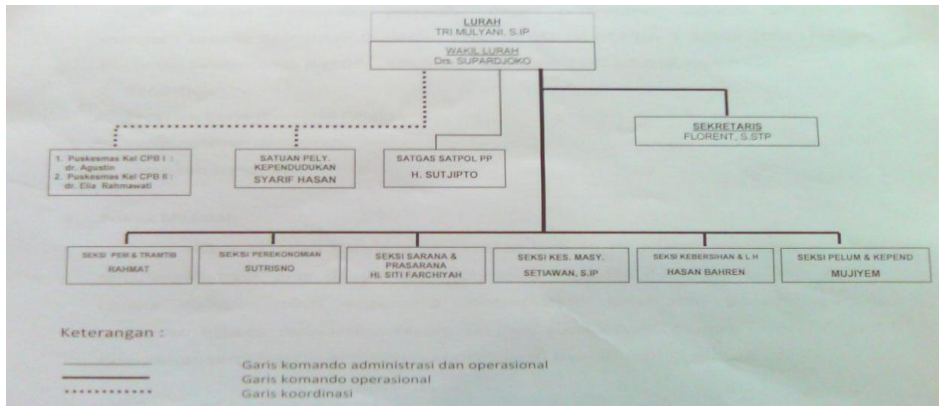 LURAH
TRI MULYANI. S.IP
WAKIL LURAH
Drs. SUPARDJOKO
SEKRETARIS
FLORENT, S.STP
1. Puskesmas Kel CPB I :
dr. Agustin
2. Puskesmas Kel CPB II :
dr. Elia Rahmawati
SATUAN PELY.
KEPENDUDUKAN
SYARIF HASAN
SATGAS SATPOL PP
H. SUTJIPTO
SEKSI PEM & TRAMTIB
RAHMAT
SEKSI PEREKONOMIAN
SUTRISNO
SEKSI SARANA &
PRASARANA
Hj. SITI FARCHIYAH
SEKSI KES. MASY.
SETIAWAN, S.IP
SEKSI KEBERSIHAN & L H
HASAN BAHREN
SEKSI PELUM & KEPEND
MUJIYEM
Keterangan :
Garis komando administrasi dan operasional
Garis komando operasional
Garis koordinasi